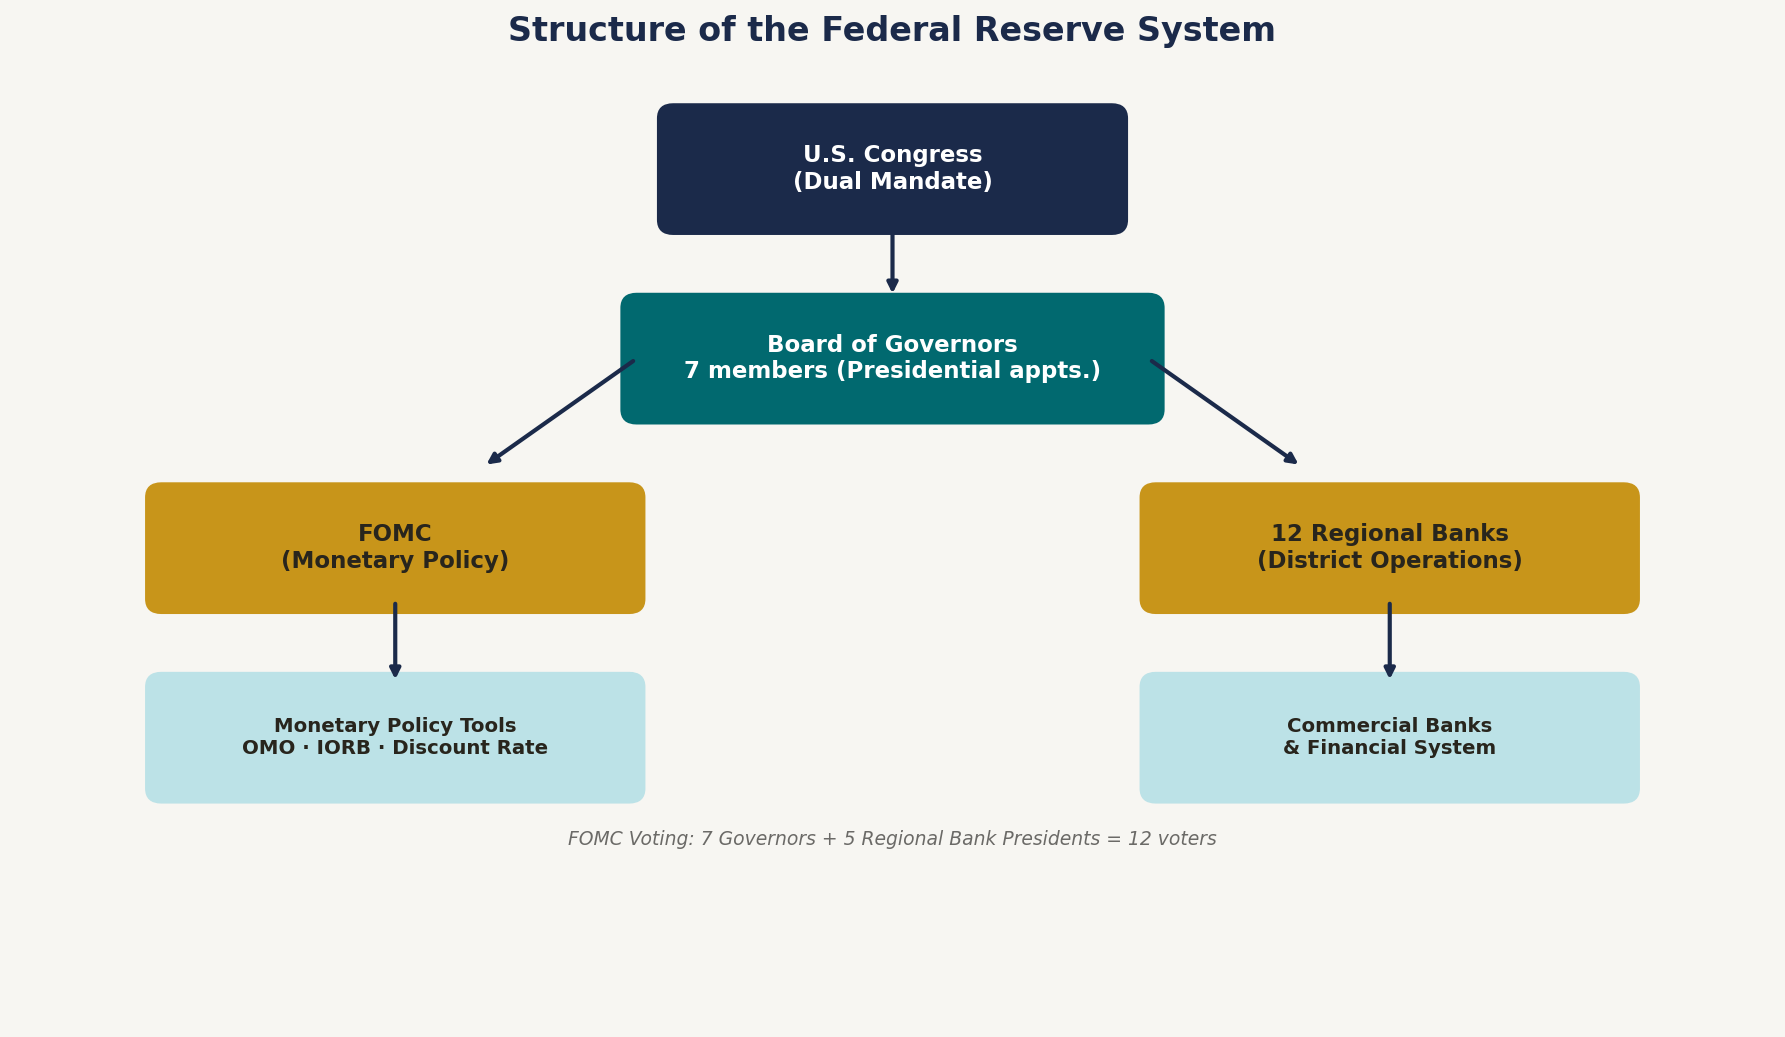 Structure of the Federal Reserve System
U.S. Congress
(Dual Mandate)
Board of Governors
7 members (Presidential appts.)
FOMC
(Monetary Policy)
12 Regional Banks
(District Operations)
Monetary Policy Tools
OMO · IORB · Discount Rate
Commercial Banks
& Financial System
FOMC Voting: 7 Governors + 5 Regional Bank Presidents = 12 voters